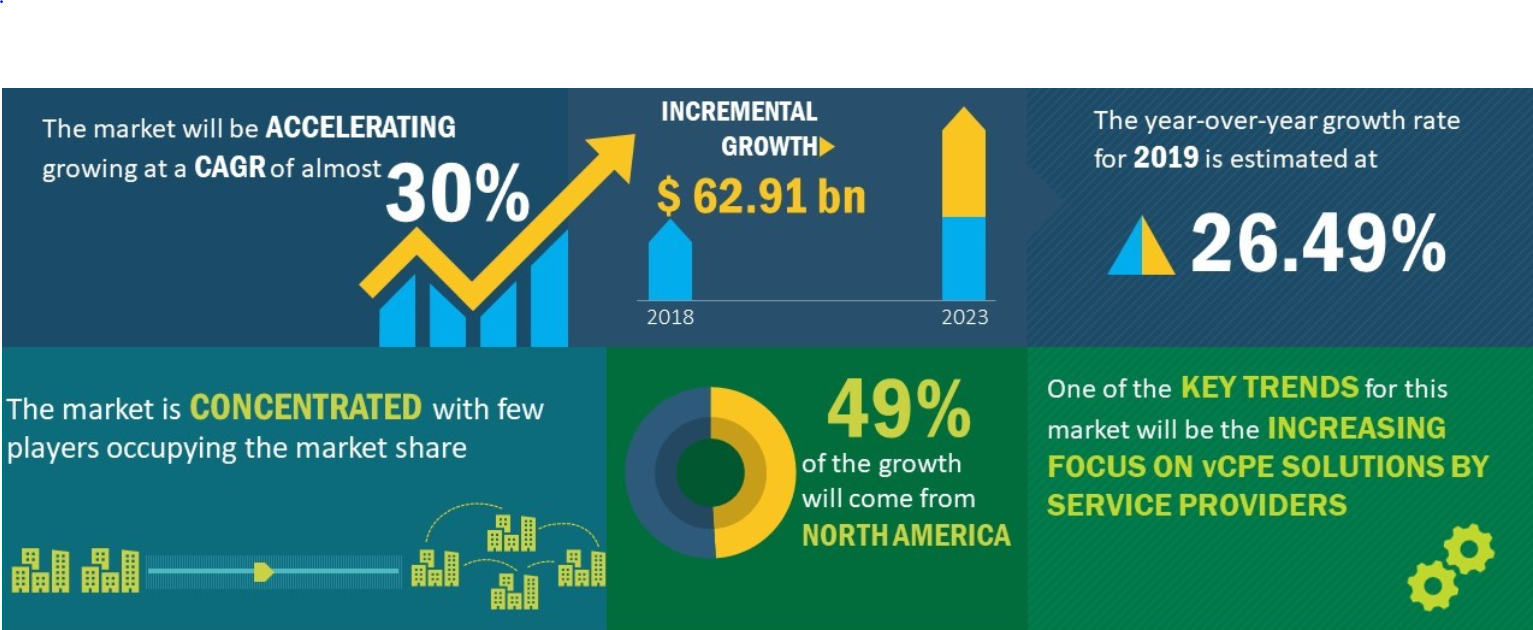 The market will be ACCELERATING
growing at a CAGR of almost
30%
INCREMENTAL
GROWTH
$ 62.91 bn
2018
2023
The year-over-year growth rate
for 2019 is estimated at
26.49%
The market is CONCENTRATED with few
players occupying the market share
49%
of the growth
will come from
NORTH AMERICA
One of the KEY TRENDS for this
market will be the INCREASING
FOCUS ON vCPE SOLUTIONS BY
SERVICE PROVIDERS